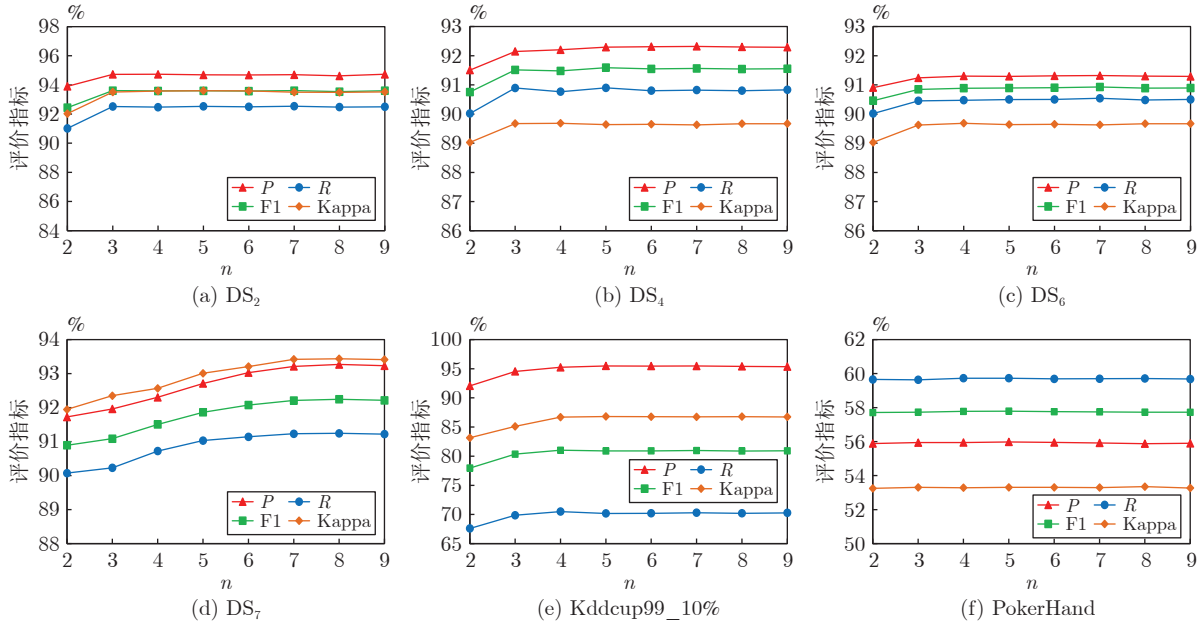 %
98
96
94
92
90
88
86
84
评价指标
P
R
F1
Kappa
2 3 4 5 6 7 8 9
n
(a) DS₂
%
93
92
91
90
89
88
87
86
评价指标
P
R
F1
Kappa
2 3 4 5 6 7 8 9
n
(b) DS₄
%
93
92
91
90
89
88
87
86
评价指标
P
R
F1
Kappa
2 3 4 5 6 7 8 9
n
(c) DS₆
%
94
93
92
91
90
89
88
评价指标
P
R
F1
Kappa
2 3 4 5 6 7 8 9
n
(d) DS₇
%
100
95
90
85
80
75
70
65
评价指标
P
R
F1
Kappa
2 3 4 5 6 7 8 9
n
(e) Kddcup99_10%
%
62
60
58
56
54
52
50
评价指标
P
R
F1
Kappa
2 3 4 5 6 7 8 9
n
(f) PokerHand